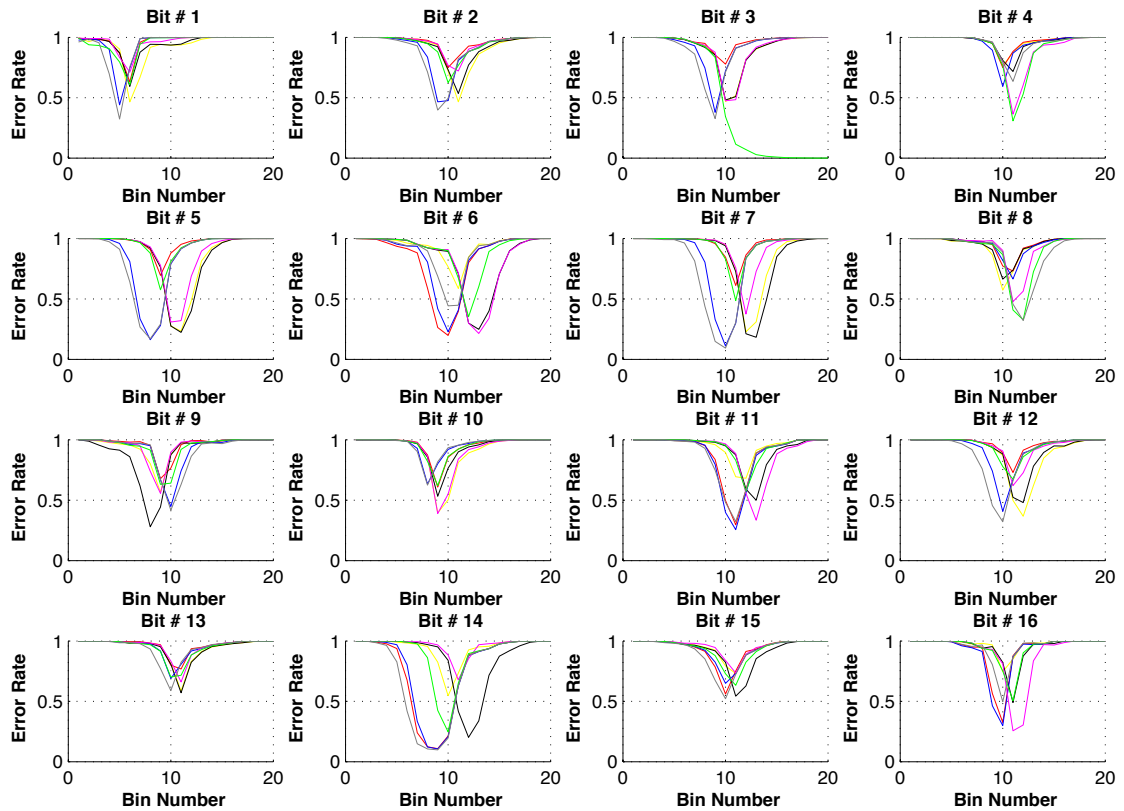 Bit # 1
Error Rate
1
0.5
0
0
10
20
Bin Number
Bit # 2
Error Rate
1
0.5
0
0
10
20
Bin Number
Bit # 3
Error Rate
1
0.5
0
0
10
20
Bin Number
Bit # 4
Error Rate
1
0.5
0
0
10
20
Bin Number
Bit # 5
Error Rate
1
0.5
0
0
10
20
Bin Number
Bit # 6
Error Rate
1
0.5
0
0
10
20
Bin Number
Bit # 7
Error Rate
1
0.5
0
0
10
20
Bin Number
Bit # 8
Error Rate
1
0.5
0
0
10
20
Bin Number
Bit # 9
Error Rate
1
0.5
0
0
10
20
Bin Number
Bit # 10
Error Rate
1
0.5
0
0
10
20
Bin Number
Bit # 11
Error Rate
1
0.5
0
0
10
20
Bin Number
Bit # 12
Error Rate
1
0.5
0
0
10
20
Bin Number
Bit # 13
Error Rate
1
0.5
0
0
10
20
Bin Number
Bit # 14
Error Rate
1
0.5
0
0
10
20
Bin Number
Bit # 15
Error Rate
1
0.5
0
0
10
20
Bin Number
Bit # 16
Error Rate
1
0.5
0
0
10
20
Bin Number